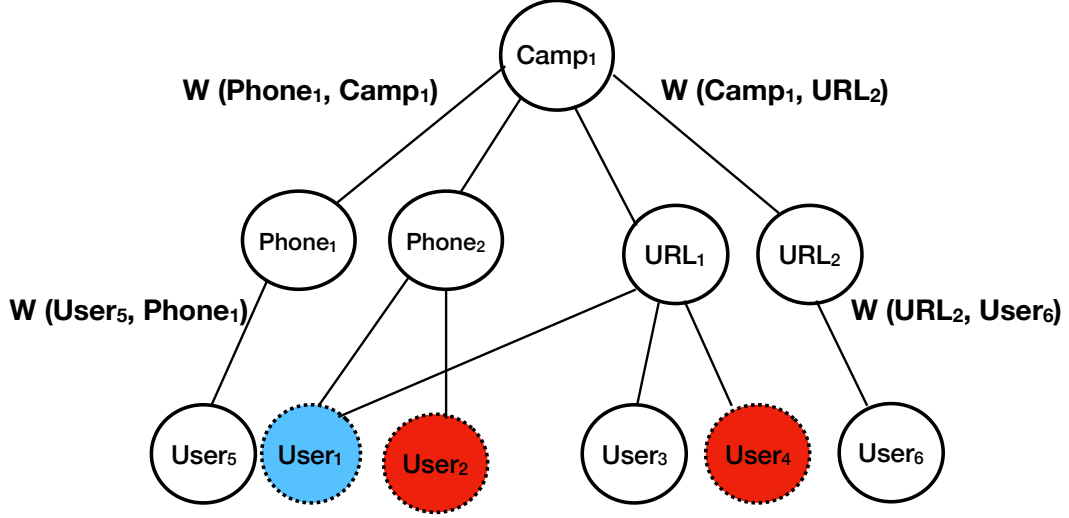 Camp₁
W (Phone₁, Camp₁)
W (Camp₁, URL₂)
Phone₁
Phone₂
URL₁
URL₂
W (User₅, Phone₁)
W (URL₂, User₆)
User₅
User₁
User₂
User₃
User₄
User₆